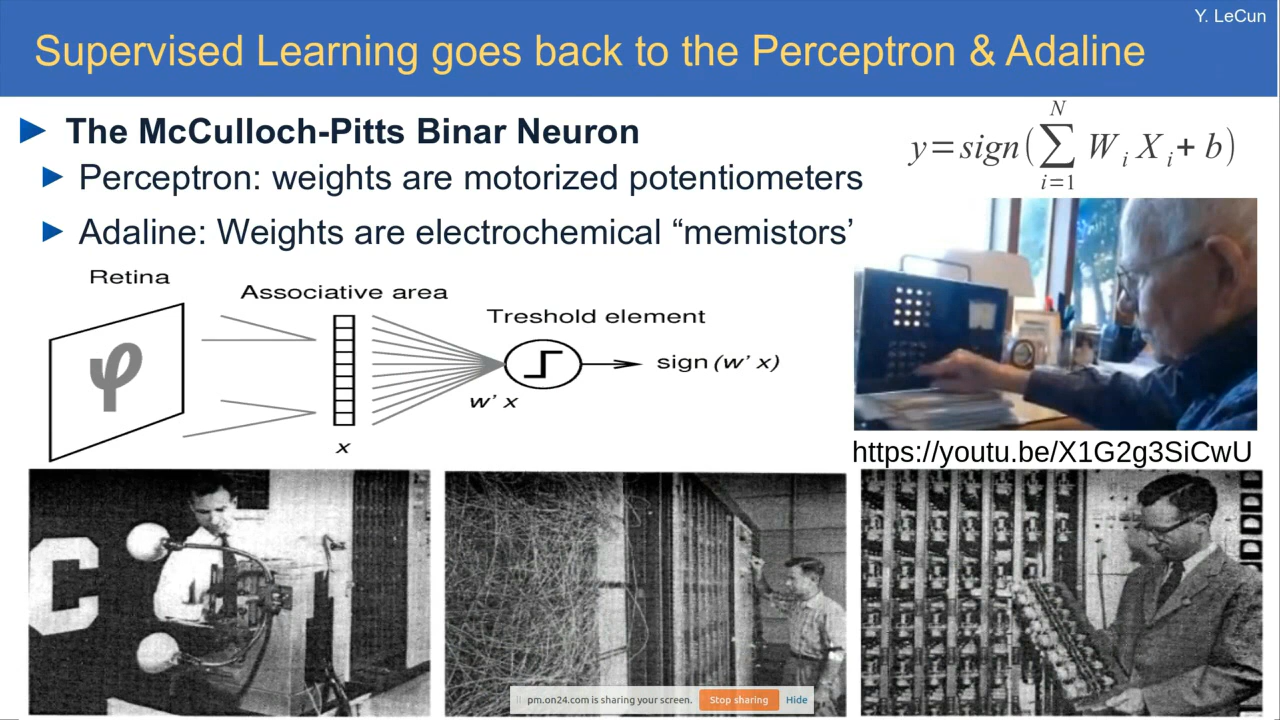 Y. LeCun
Supervised Learning goes back to the Perceptron & Adaline
The McCulloch-Pitts Binar Neuron
y=sign(∑ W i X i + b)
N
i=1
Perceptron: weights are motorized potentiometers
Adaline: Weights are electrochemical “memistors’
Retina
Associative area
Treshold element
φ
sign (w’ x)
w’ x
x
https://youtu.be/X1G2g3SiCwU
C
pm.on24.com is sharing your screen. Stop sharing Hide